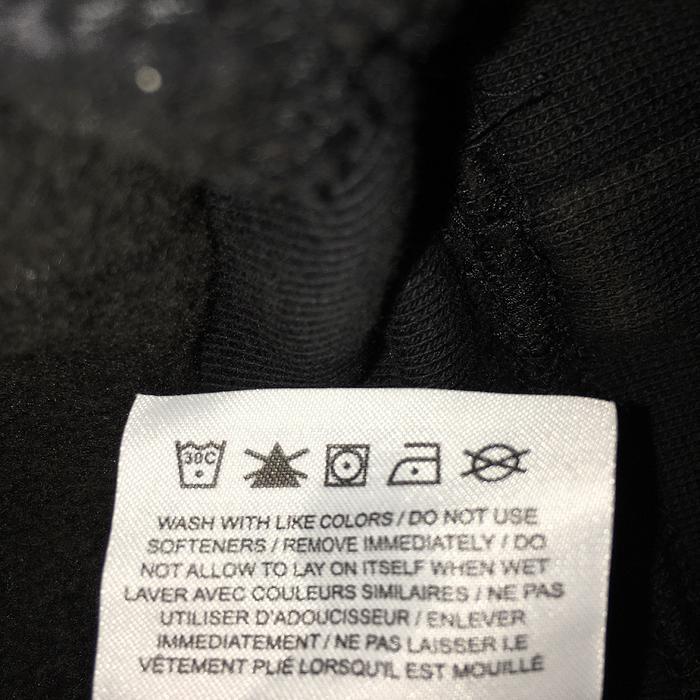 30C
WASH WITH LIKE COLORS / DO NOT USE
SOFTENERS / REMOVE IMMEDIATELY / DO
NOT ALLOW TO LAY ON ITSELF WHEN WET
LAVER AVEC COULEURS SIMILAIRES / NE PAS
UTILISER D'ADOUCISSEUR / ENLEVER
IMMEDIATEMENT / NE PAS LAISSER LE
VÊTEMENT PLIÉ LORSQU'IL EST MOUILLÉ